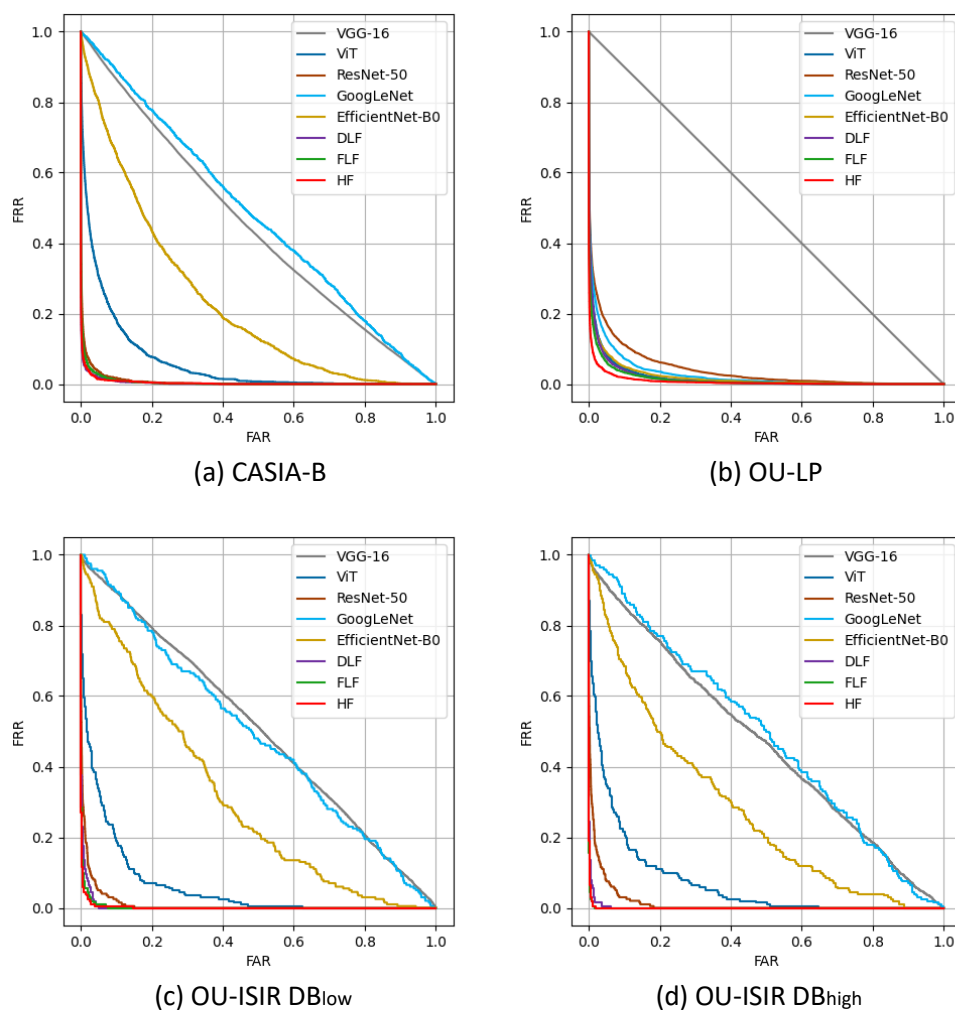 1.0
0.8
0.6
0.4
0.2
0.0
FRR
0.0 0.2 0.4 0.6 0.8 1.0
FAR
VGG-16
ViT
ResNet-50
GoogLeNet
EfficientNet-B0
DLF
FLF
HF
(a) CASIA-B
1.0
0.8
0.6
0.4
0.2
0.0
FRR
0.0 0.2 0.4 0.6 0.8 1.0
FAR
VGG-16
ViT
ResNet-50
GoogLeNet
EfficientNet-B0
DLF
FLF
HF
(b) OU-LP
1.0
0.8
0.6
0.4
0.2
0.0
FRR
0.0 0.2 0.4 0.6 0.8 1.0
FAR
VGG-16
ViT
ResNet-50
GoogLeNet
EfficientNet-B0
DLF
FLF
HF
(c) OU-ISIR DBlow
1.0
0.8
0.6
0.4
0.2
0.0
FRR
0.0 0.2 0.4 0.6 0.8 1.0
FAR
VGG-16
ViT
ResNet-50
GoogLeNet
EfficientNet-B0
DLF
FLF
HF
(d) OU-ISIR DBhigh